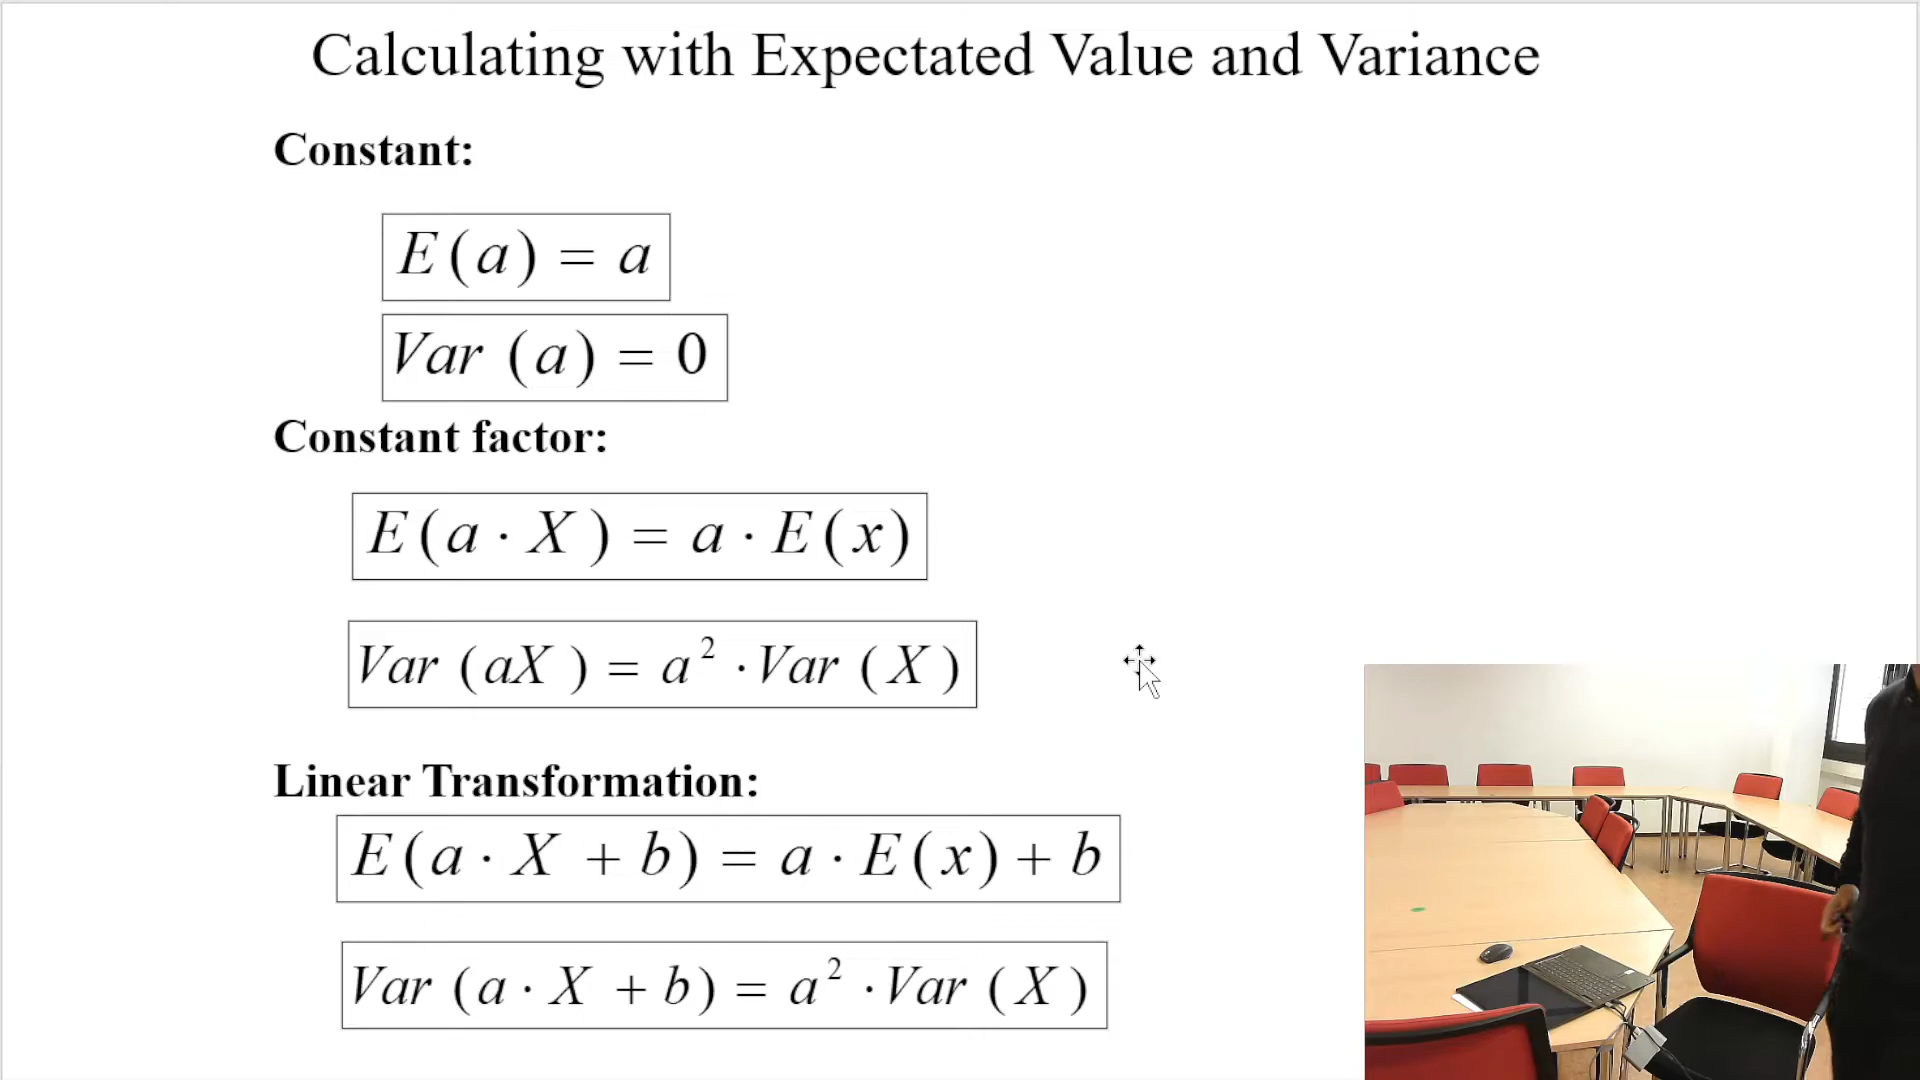 Calculating with Expectated Value and Variance
Constant:
E(a) = a
Var (a) = 0
Constant factor:
E(a · X) = a · E(x)
Var (aX) = a² · Var (X)
Linear Transformation:
E(a · X + b) = a · E(x) + b
Var (a · X + b) = a² · Var (X)